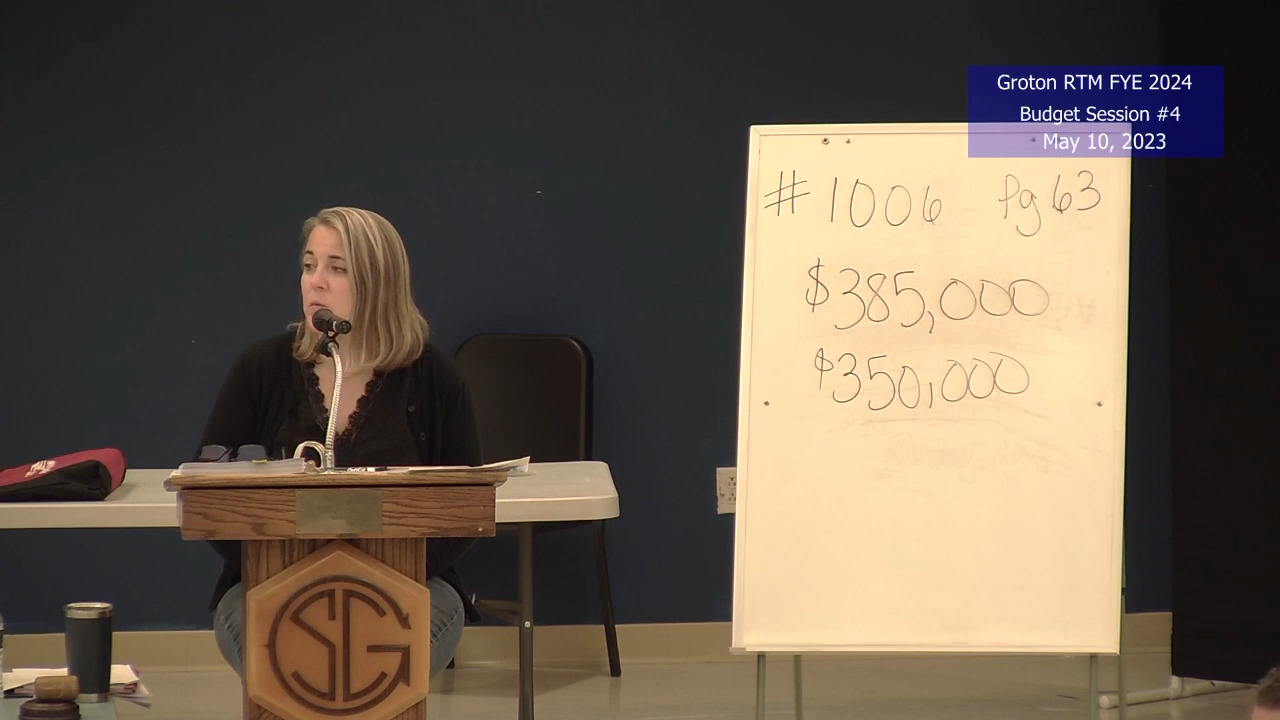 Groton RTM FYE 2024
Budget Session #4
May 10, 2023
# 1006 Pg 63
$385,000
$350,000
SG